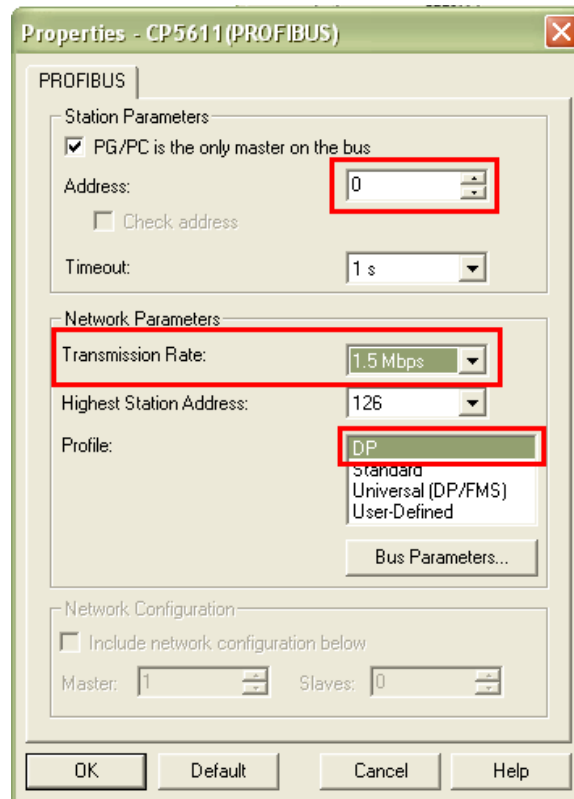 Properties - CP5611(PROFIBUS)
PROFIBUS
Station Parameters
PG/PC is the only master on the bus
Address: 0
Check address
Timeout: 1 s
Network Parameters
Transmission Rate: 1.5 Mbps
Highest Station Address: 126
Profile: DP
Standard
Universal (DP/FMS)
User-Defined
Bus Parameters...
Network Configuration
Include network configuration below
Master: 1 Slaves: 0
OK Default Cancel Help